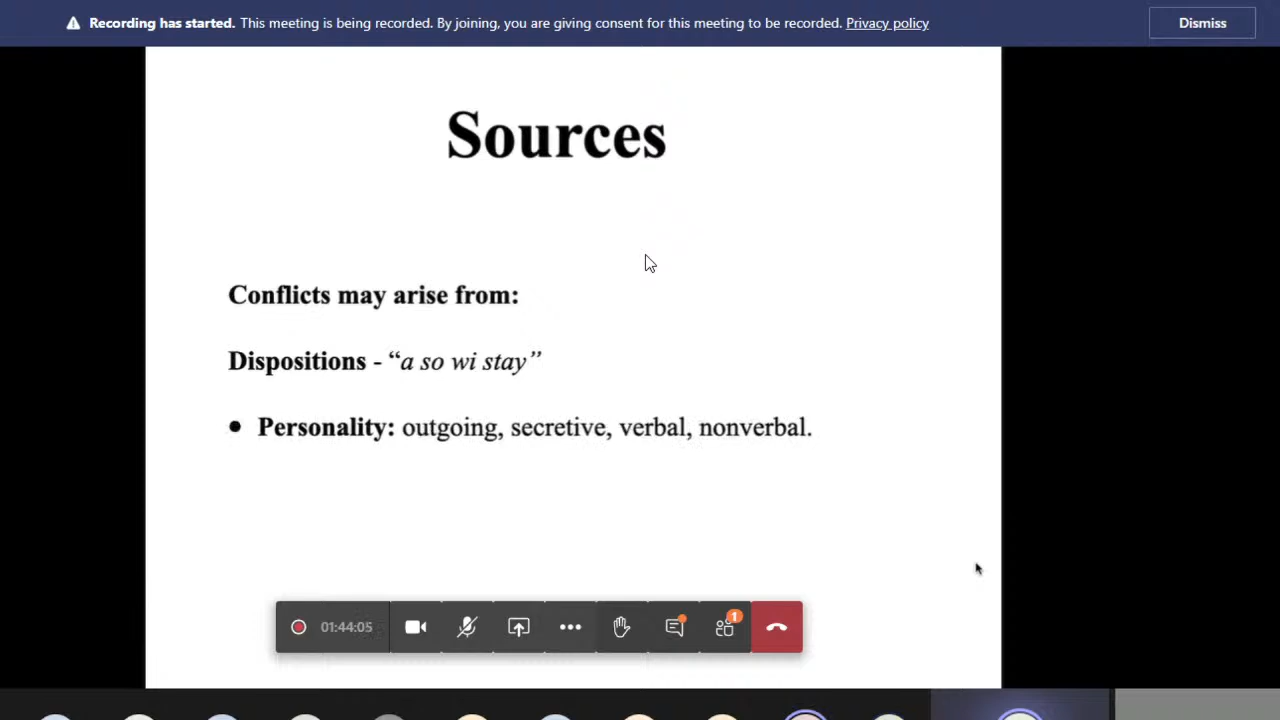 Recording has started. This meeting is being recorded. By joining, you are giving consent for this meeting to be recorded. Privacy policy
Dismiss
Sources
Conflicts may arise from:
Dispositions - “a so wi stay”
• Personality: outgoing, secretive, verbal, nonverbal.
01:44:05
1